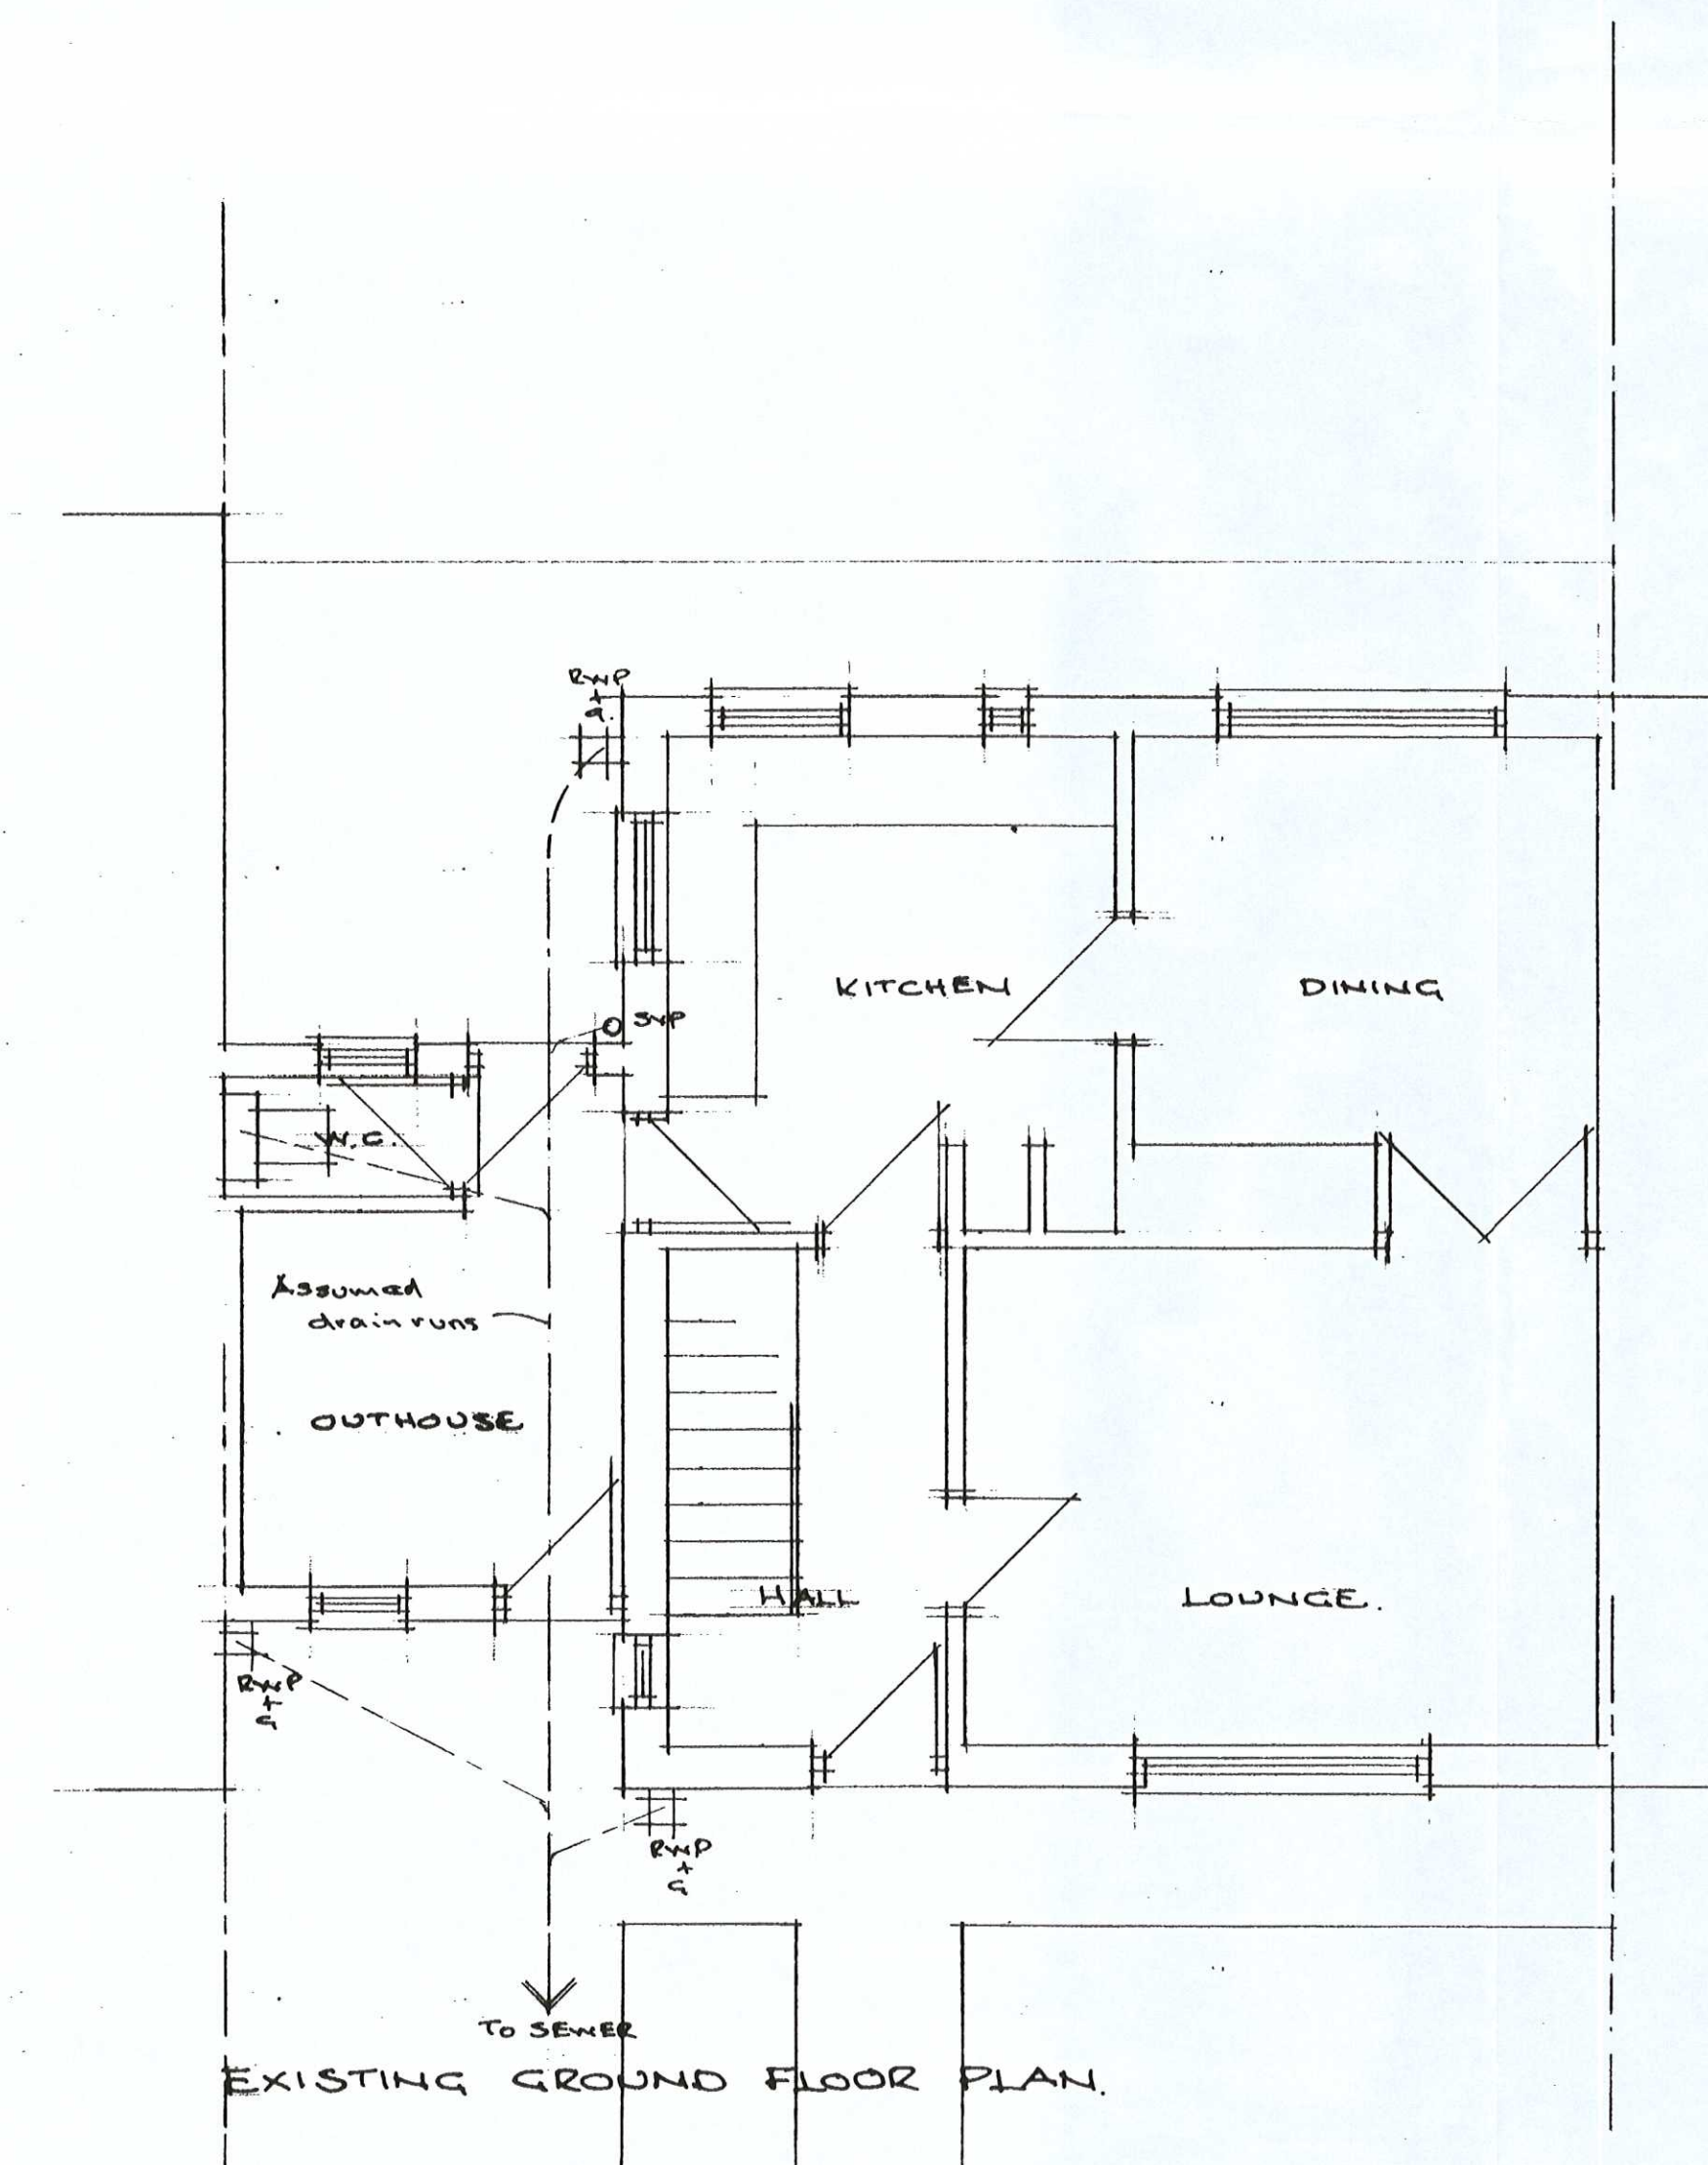 RWP
+
g.
KITCHEN
DINING
SVP
W.C.
Assumed
drain runs
OUTHOUSE
HALL
LOUNGE.
RWP
+
G
RWP
+
G
TO SEWER
EXISTING GROUND FLOOR PLAN.